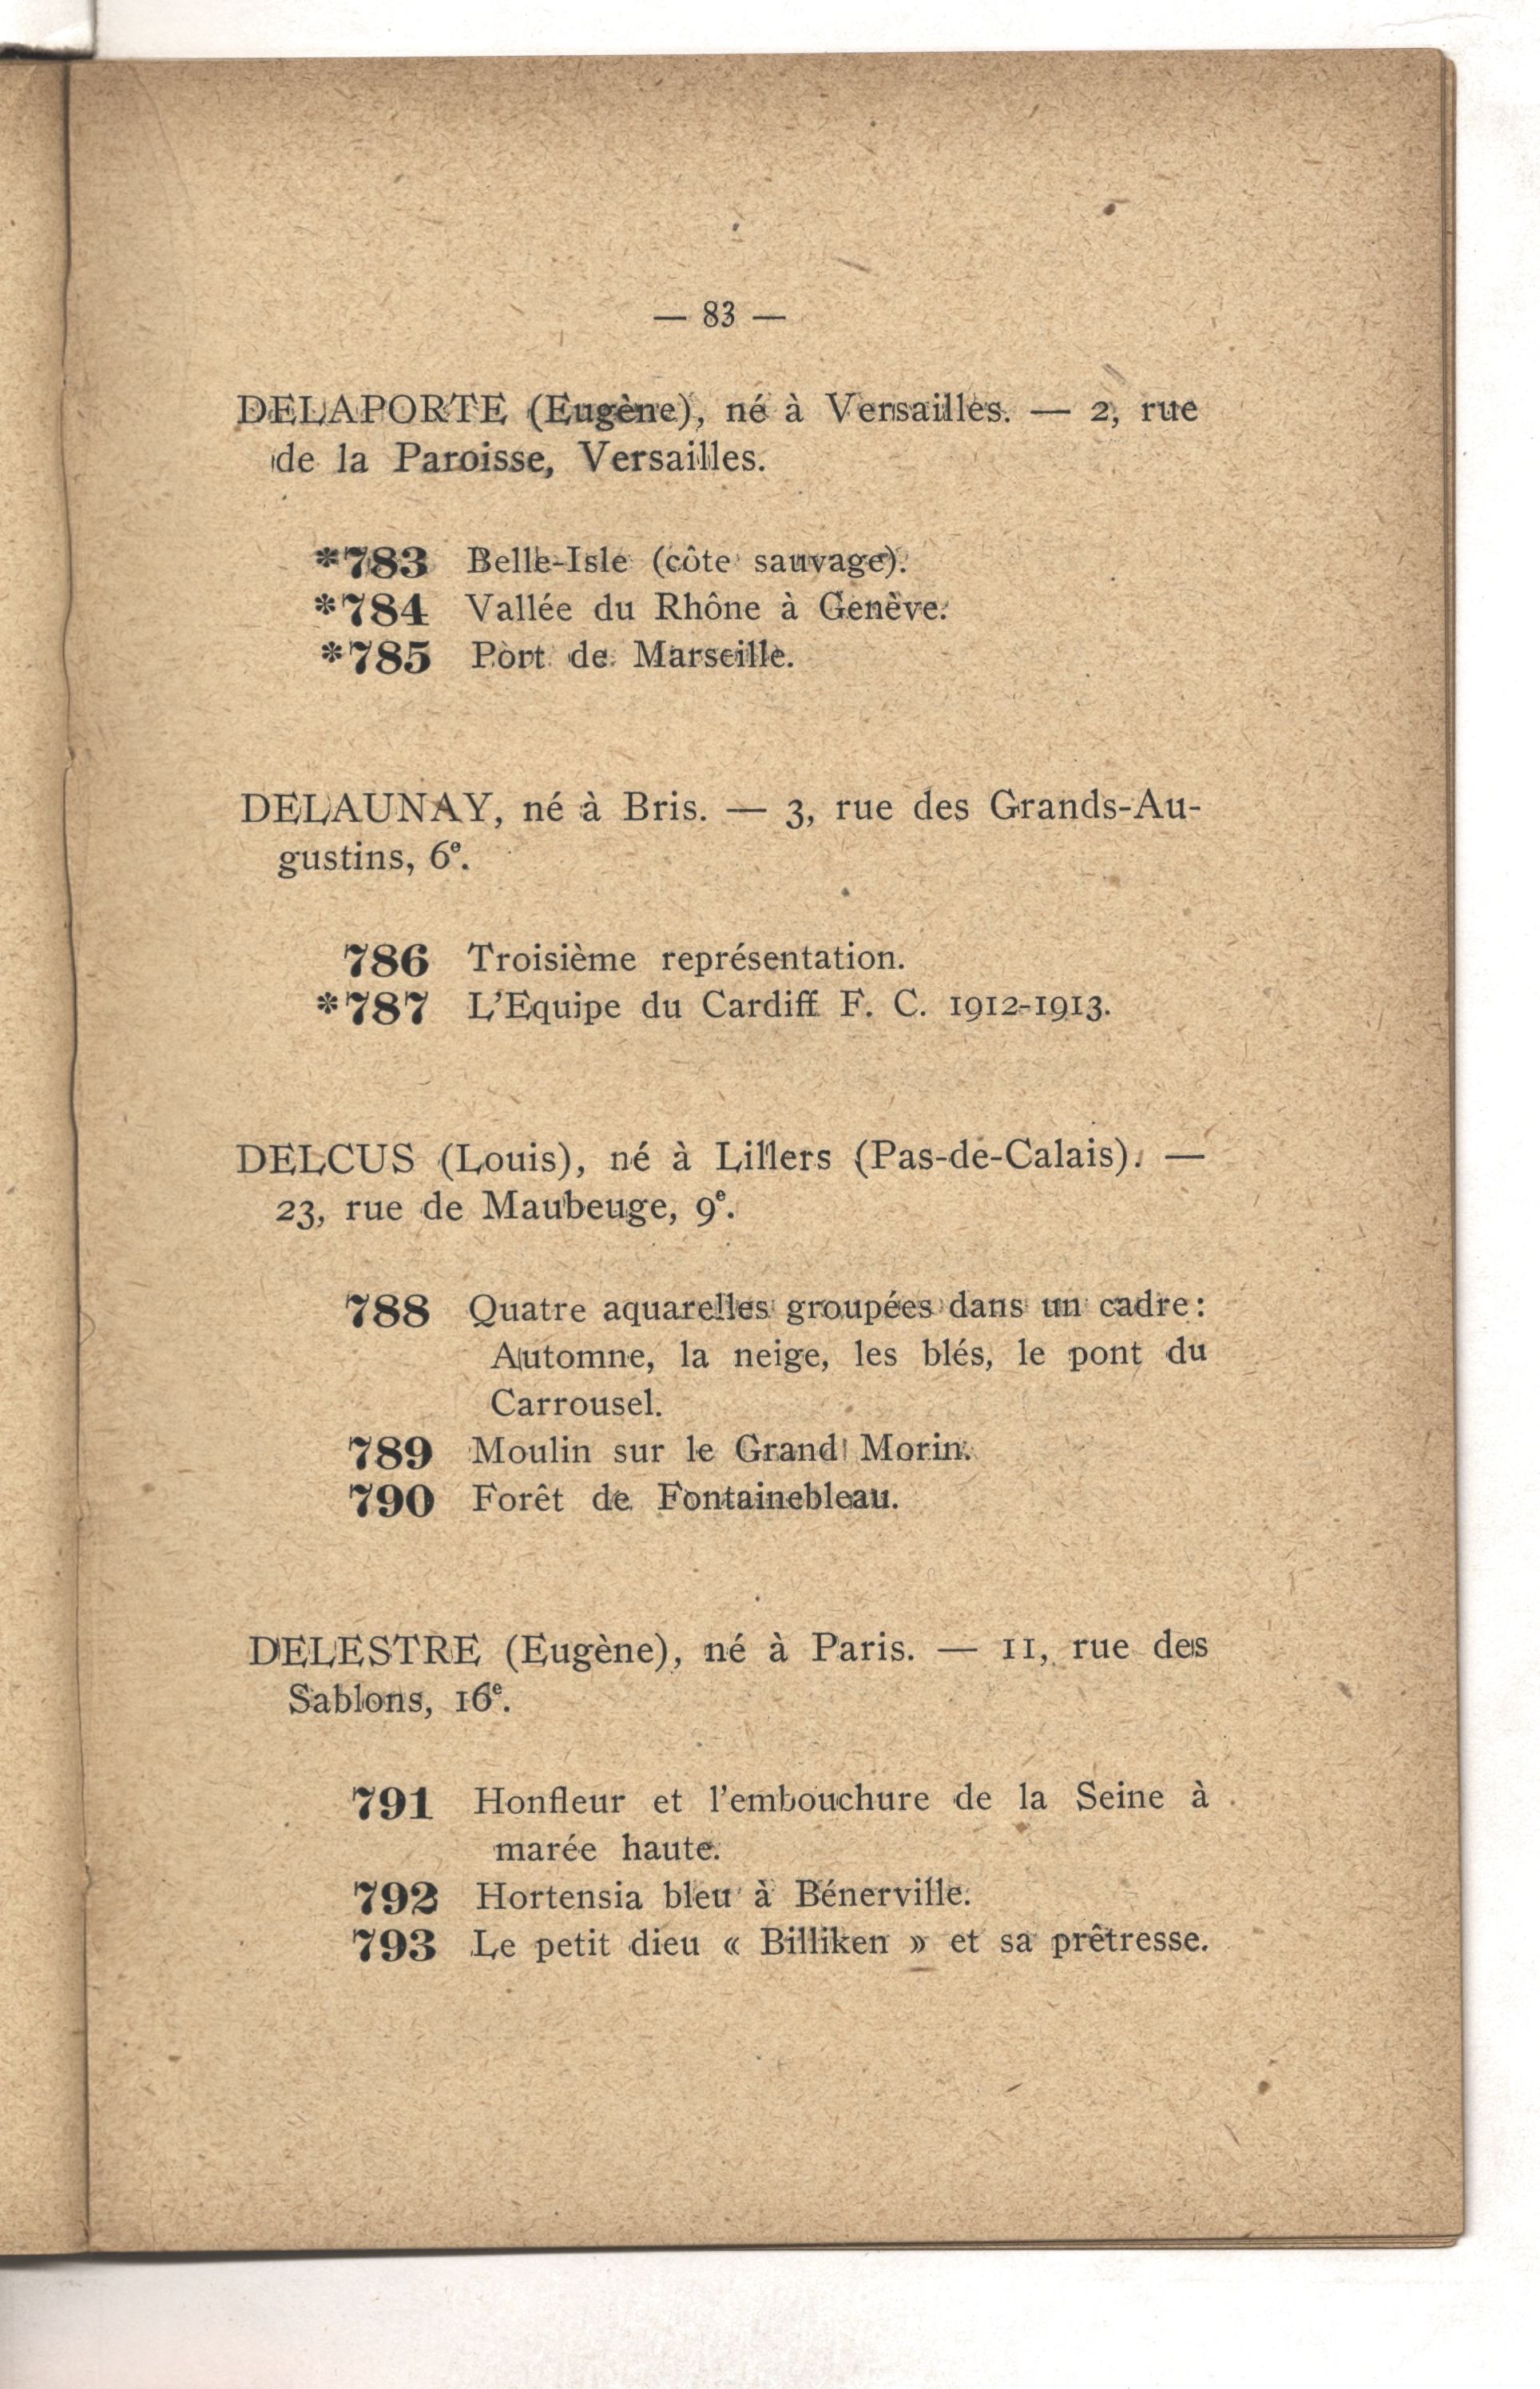 — 83 —
DELAPORTE (Eugène), né à Versailles. — 2, rue
de la Paroisse, Versailles.
*783 Belle-Isle (côte sauvage).
*784 Vallée du Rhône à Genève.
*785 Port de Marseille.
DELAUNAY, né à Bris. — 3, rue des Grands-Au-
gustins, 6e.
786 Troisième représentation.
*787 L'Equipe du Cardiff F. C. 1912-1913.
DELCUS (Louis), né à Lillers (Pas-de-Calais). —
23, rue de Maubeuge, 9e.
788 Quatre aquarelles groupées dans un cadre:
Automne, la neige, les blés, le pont du
Carrousel.
789 Moulin sur le Grand Morin.
790 Forêt de Fontainebleau.
DELESTRE (Eugène), né à Paris. — 11, rue des
Sablons, 16e.
791 Honfleur et l'embouchure de la Seine à
marée haute.
792 Hortensia bleu à Bénerville.
793 Le petit dieu « Billiken » et sa prêtresse.